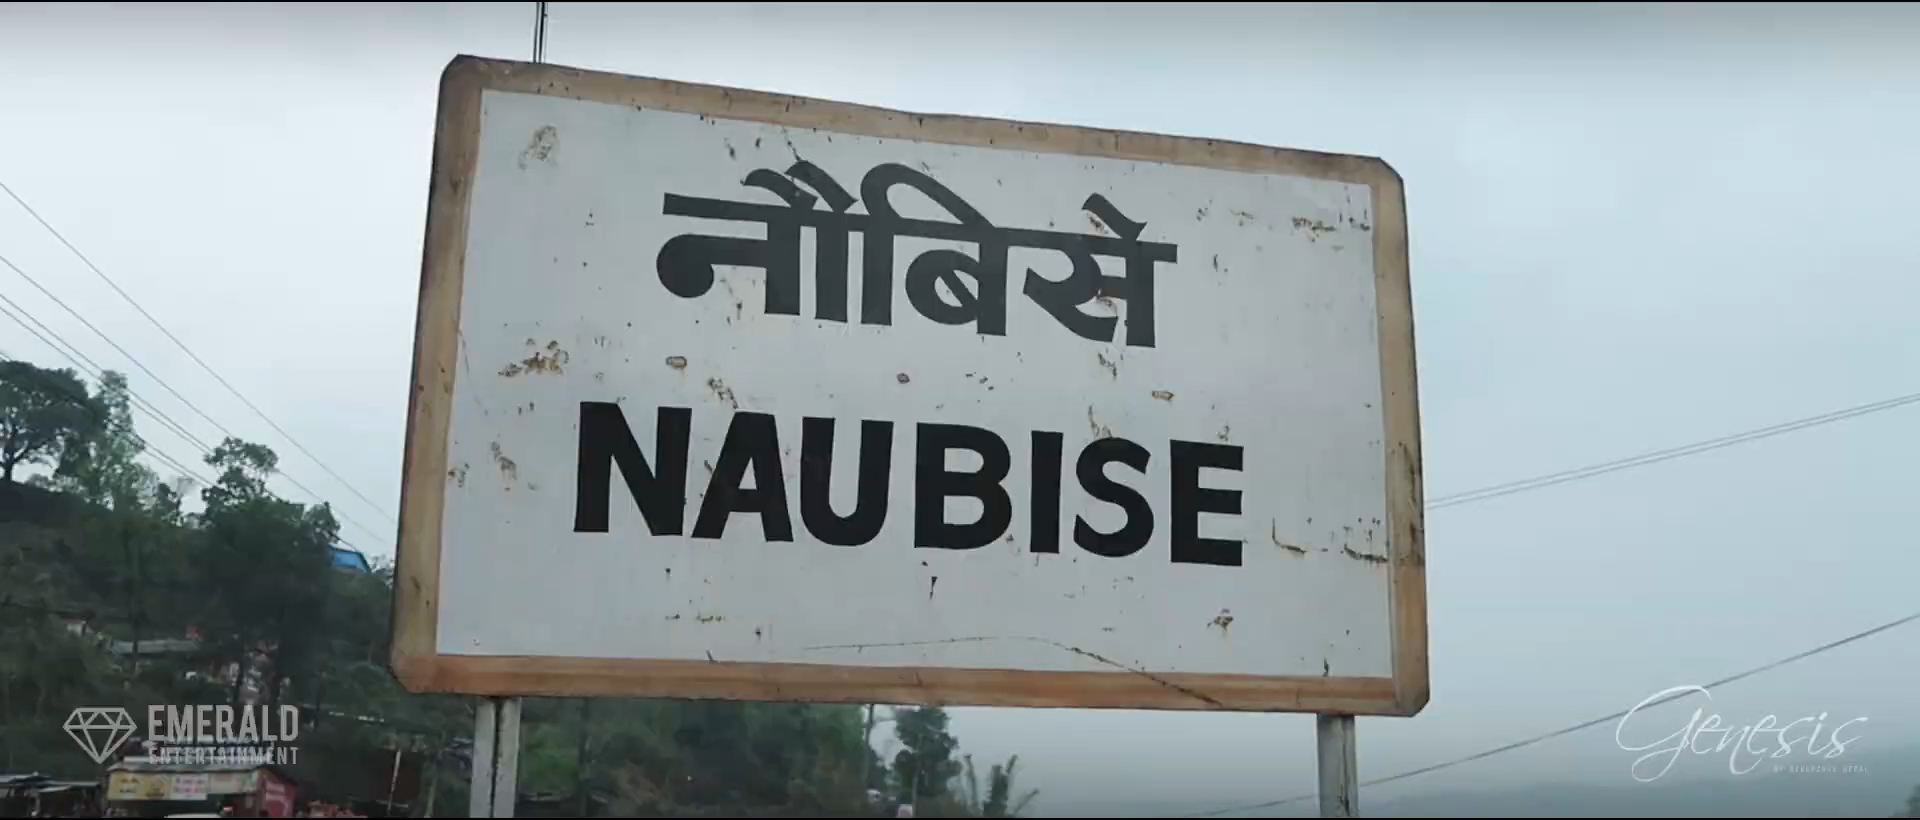 नौबिसे
NAUBISE
EMERALD
ENTERTAINMENT
Genesis